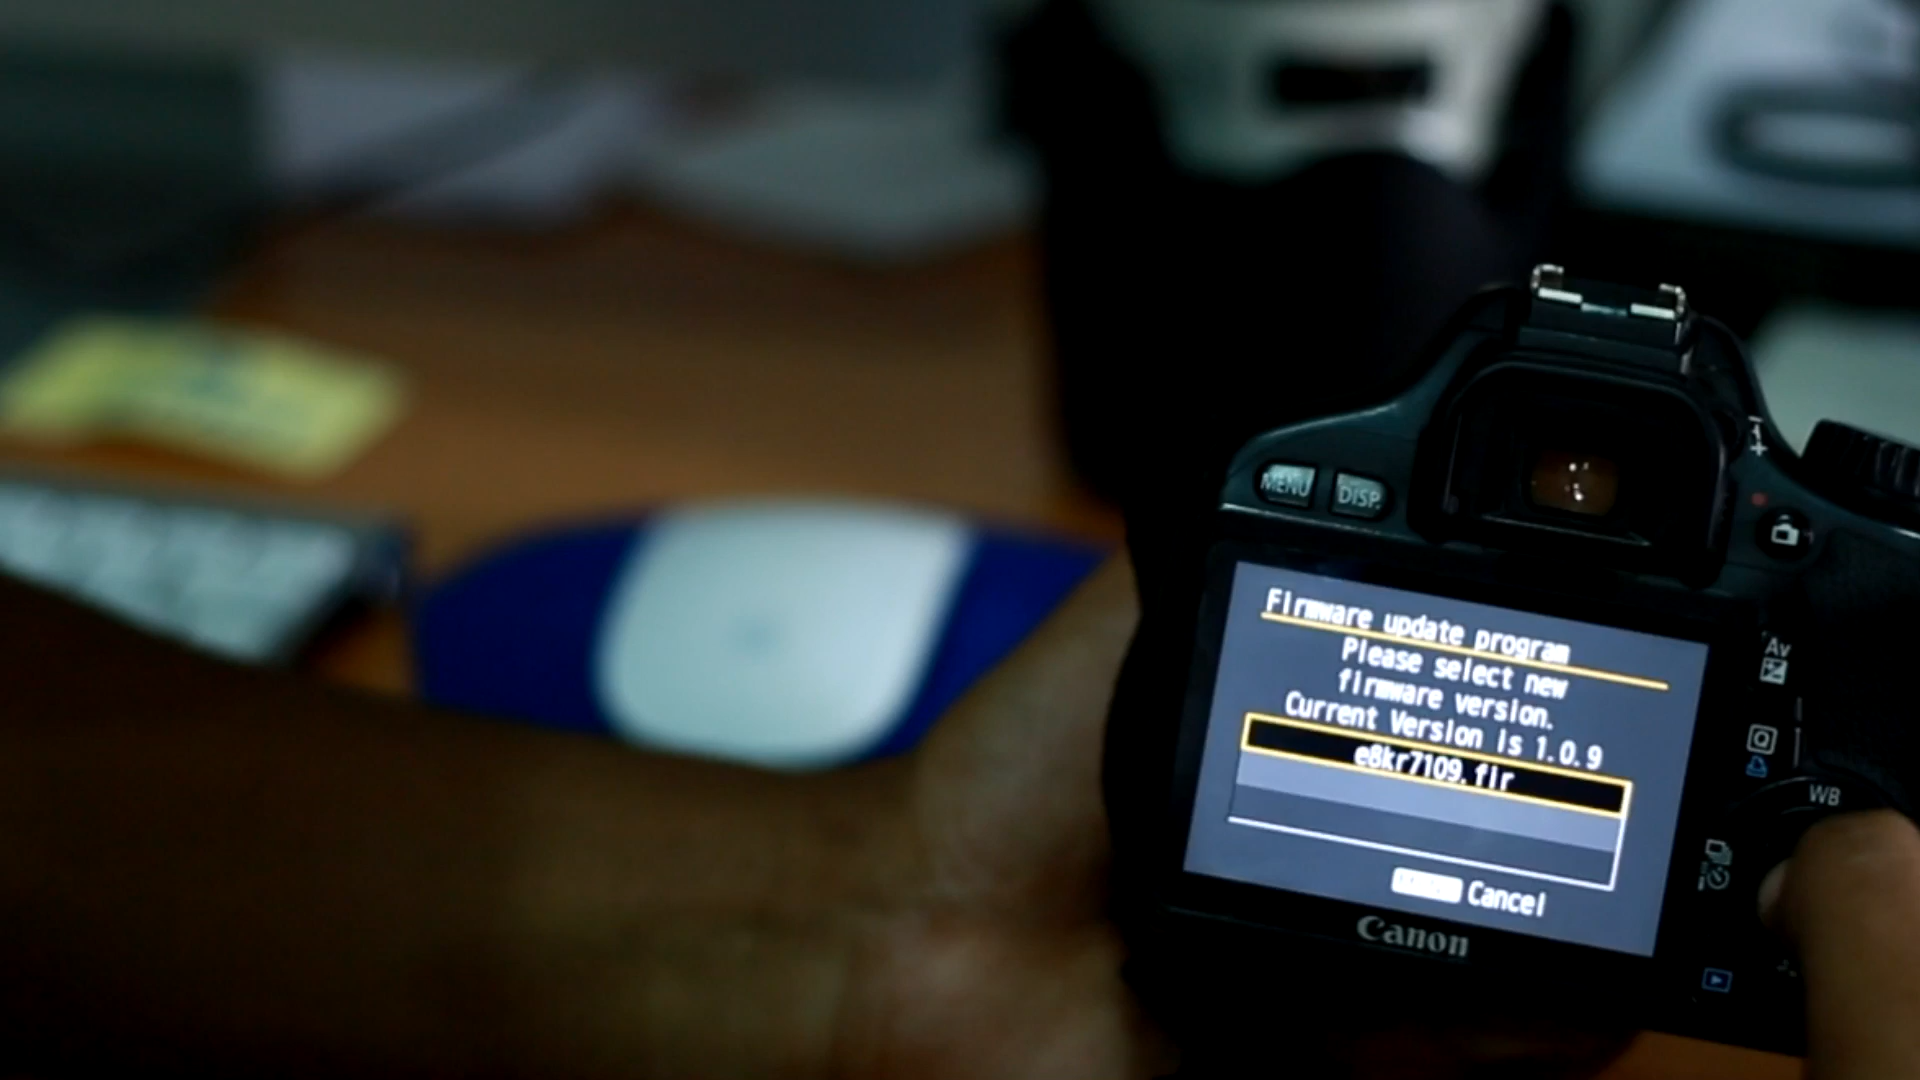 MENU
DISP.
Firmware update program
Please select new
firmware version.
Current Version is 1.0.9
e8kr7109.fir
Cancel
Canon
Av
Q
WB